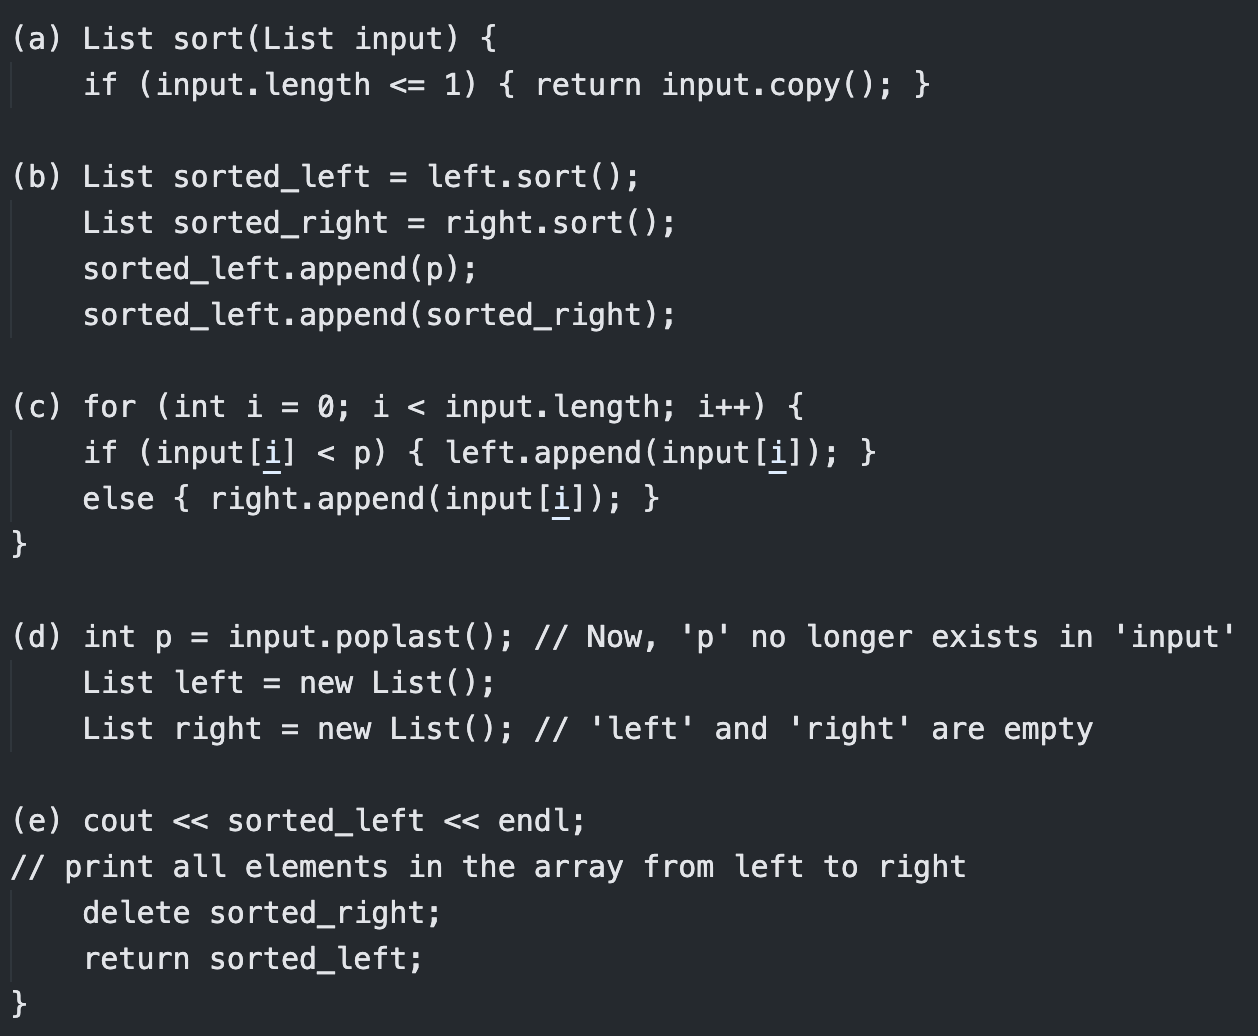 (a) List sort(List input) {
    if (input.length <= 1) { return input.copy(); }
(b) List sorted_left = left.sort();
    List sorted_right = right.sort();
    sorted_left.append(p);
    sorted_left.append(sorted_right);
(c) for (int i = 0; i < input.length; i++) {
    if (input[i] < p) { left.append(input[i]); }
    else { right.append(input[i]); }
}
(d) int p = input.poplast(); // Now, 'p' no longer exists in 'input'
    List left = new List();
    List right = new List(); // 'left' and 'right' are empty
(e) cout << sorted_left << endl;
// print all elements in the array from left to right
    delete sorted_right;
    return sorted_left;
}